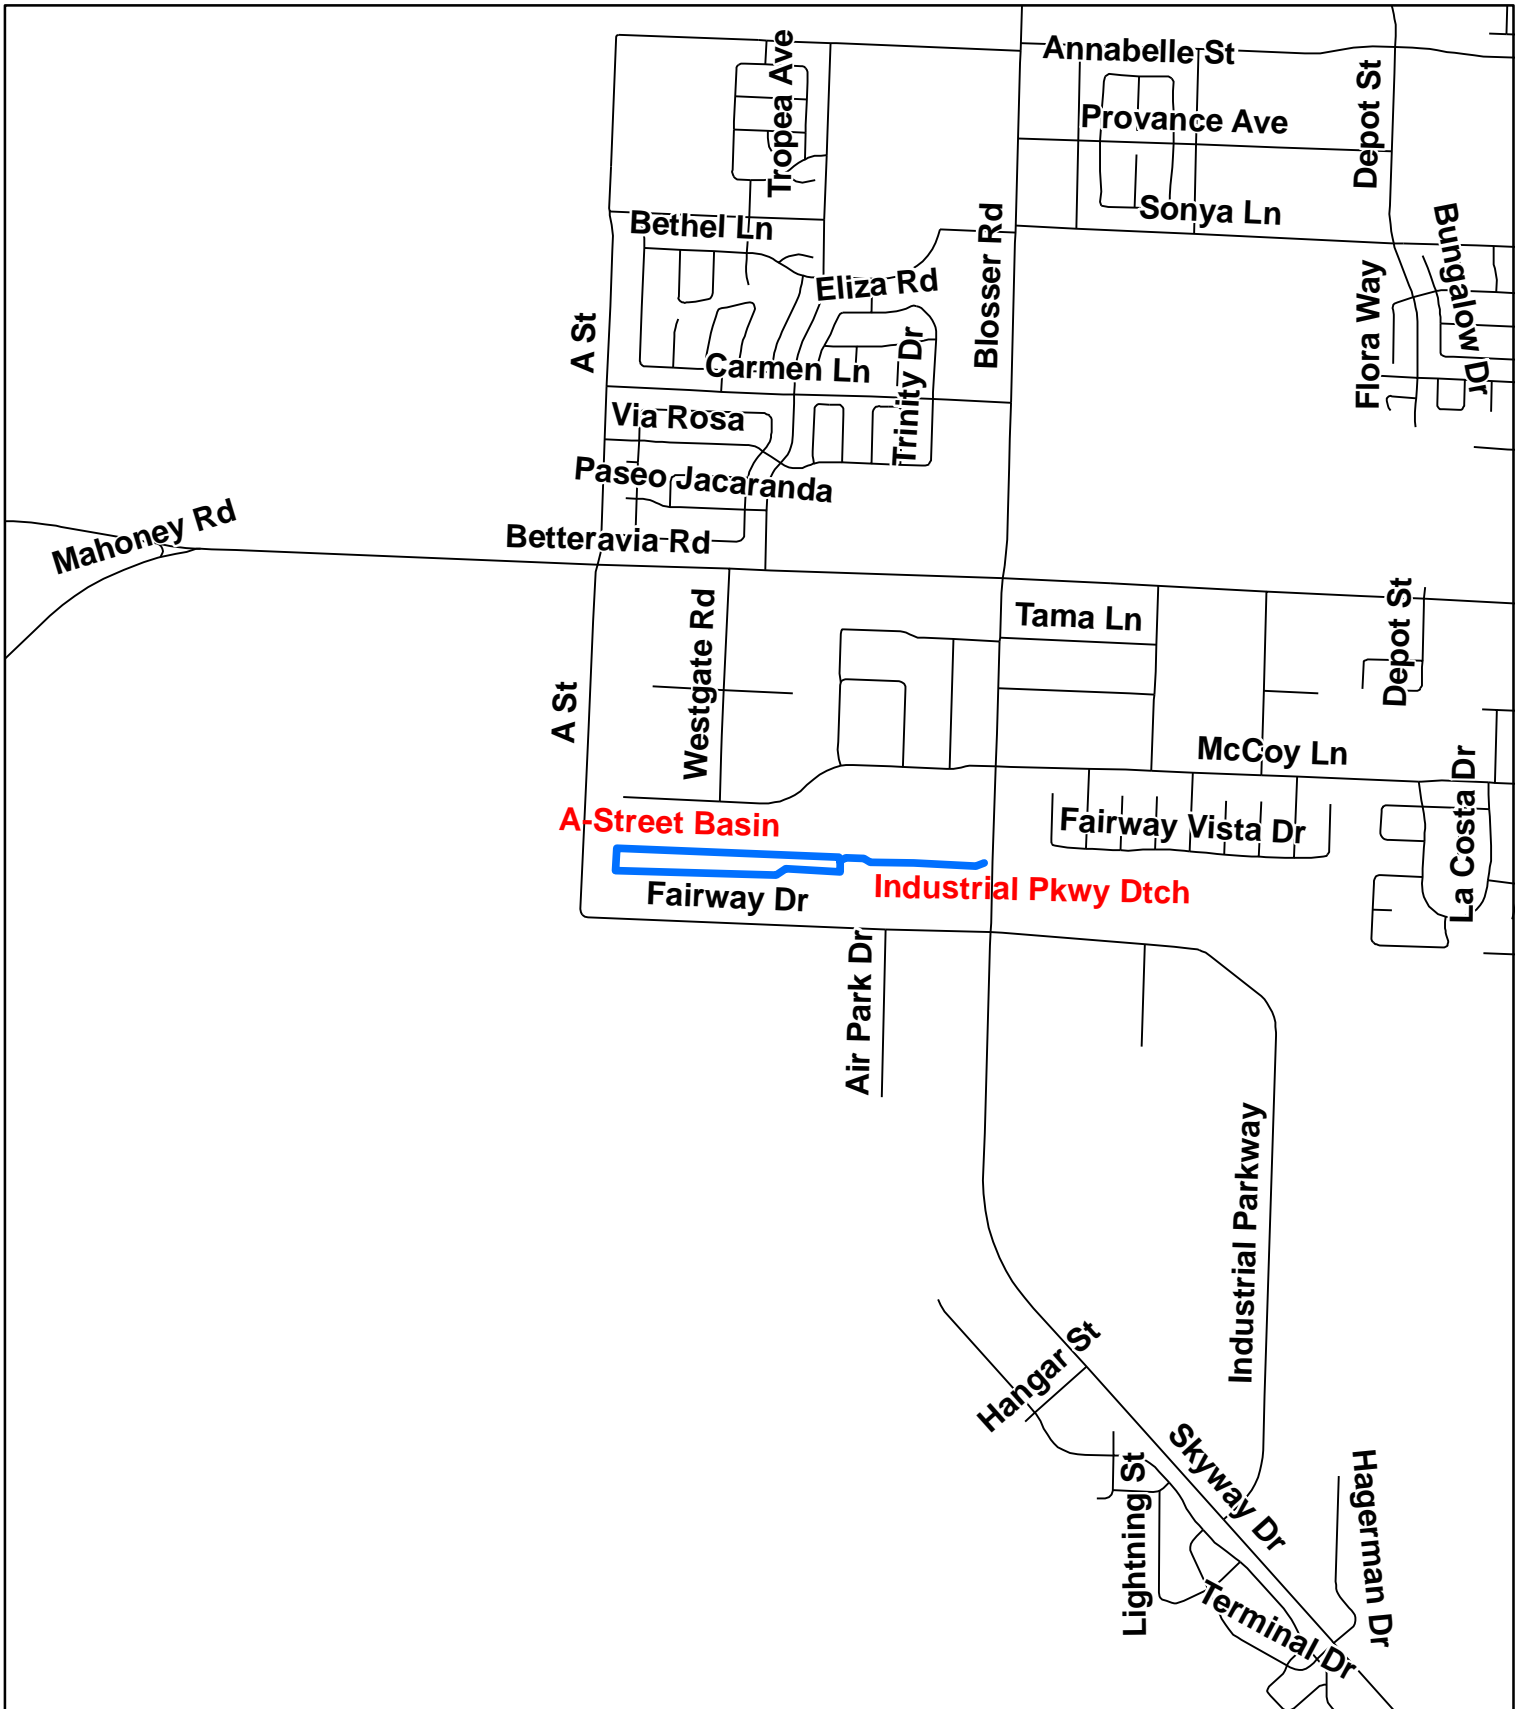 Annabelle St
Tropea Ave
Depot St
Provance Ave
Sonya Ln
Bethel Ln
Blosser Rd
Bungalow Dr
Eliza Rd
Flora Way
A St
Trinity Dr
Carmen Ln
Via Rosa
Paseo Jacaranda
Mahoney Rd
Betteravia Rd
Tama Ln
Depot St
Westgate Rd
A St
McCoy Ln
La Costa Dr
A-Street Basin
Fairway Vista Dr
Industrial Pkwy Dtch
Fairway Dr
Air Park Dr
Industrial Parkway
Hangar St
Skyway Dr
Lightning St
Hagerman Dr
Terminal Dr